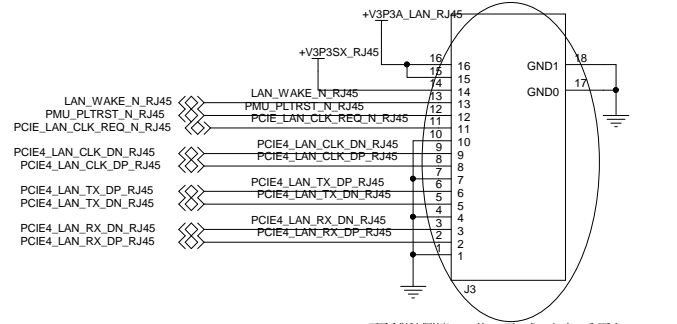 +V3P3A_LAN_RJ45
+V3P3SX_RJ45
16 16
15 15
14 14
LAN_WAKE_N_RJ45 LAN_WAKE_N_RJ45 13 13
PMU_PLTRST_N_RJ45 PMU_PLTRST_N_RJ45 12 12
PCIE_LAN_CLK_REQ_N_RJ45 PCIE_LAN_CLK_REQ_N_RJ45 11 11
10 10
PCIE4_LAN_CLK_DN_RJ45 PCIE4_LAN_CLK_DN_RJ45 9 9
PCIE4_LAN_CLK_DP_RJ45 PCIE4_LAN_CLK_DP_RJ45 8 8
7 7
PCIE4_LAN_TX_DP_RJ45 PCIE4_LAN_TX_DP_RJ45 6 6
PCIE4_LAN_TX_DN_RJ45 PCIE4_LAN_TX_DN_RJ45 5 5
4 4
PCIE4_LAN_RX_DN_RJ45 PCIE4_LAN_RX_DN_RJ45 3 3
PCIE4_LAN_RX_DP_RJ45 PCIE4_LAN_RX_DP_RJ45 2 2
1 1
GND1 18
GND0 17
J3